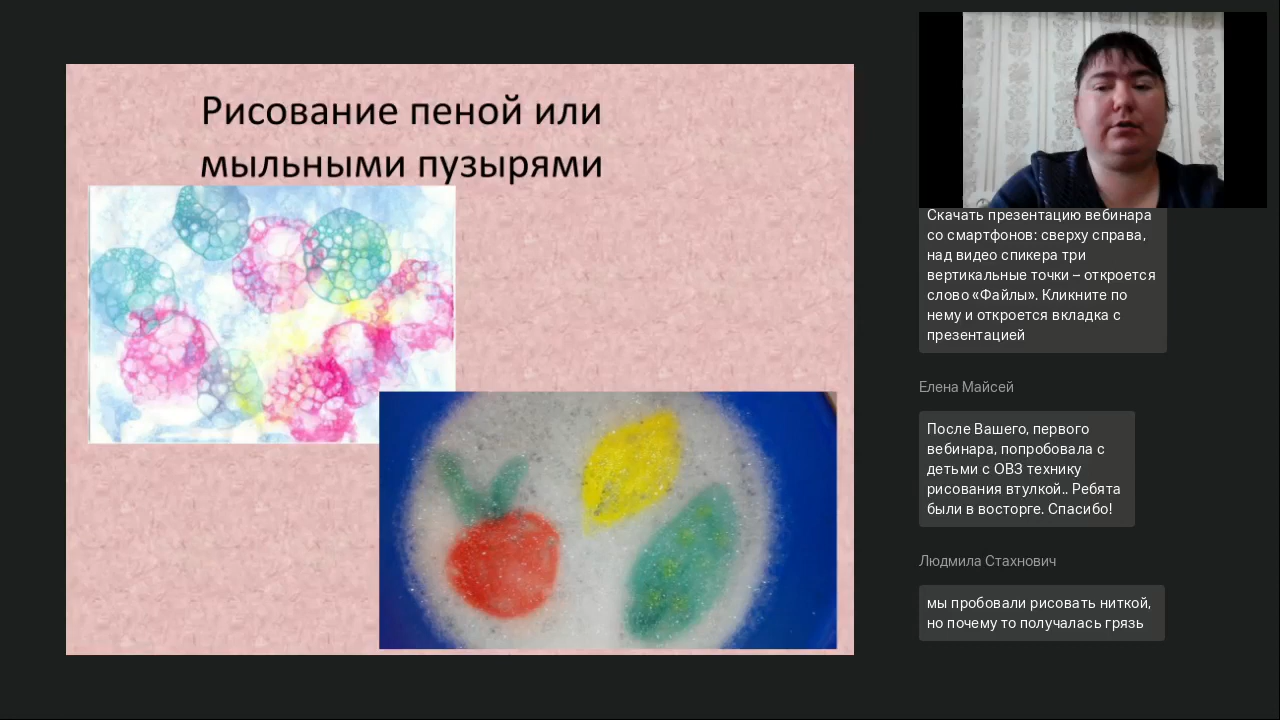 Рисование пеной или
мыльными пузырями
Скачать презентацию вебинара
со смартфонов: сверху справа,
над видео спикера три
вертикальные точки – откроется
слово «Файлы». Кликните по
нему и откроется вкладка с
презентацией
Елена Майсей
После Вашего, первого
вебинара, попробовала с
детьми с ОВЗ технику
рисования втулкой.. Ребята
были в восторге. Спасибо!
Людмила Стахнович
мы пробовали рисовать ниткой,
но почему то получалась грязь